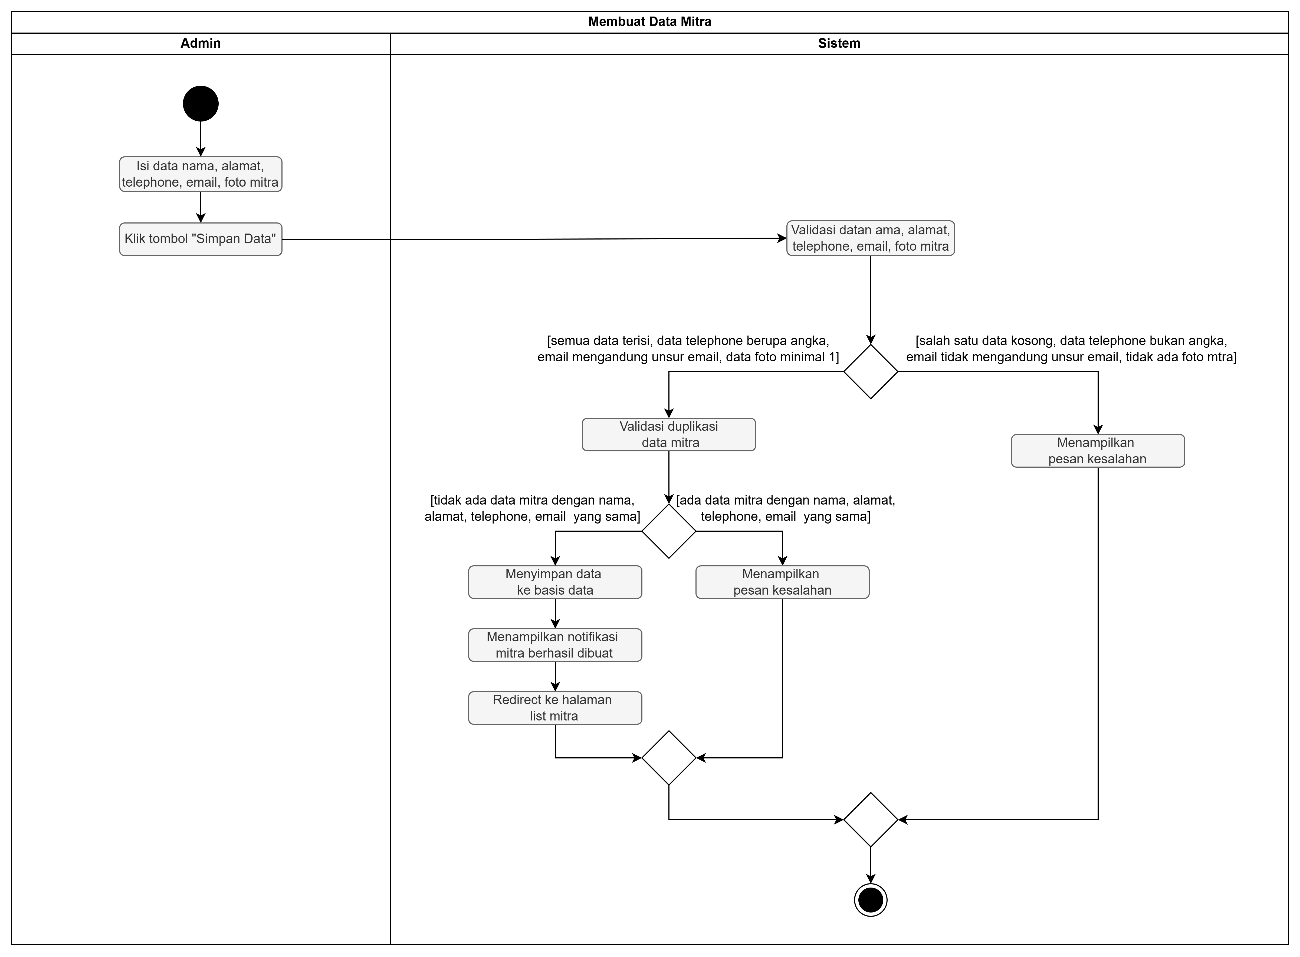 Membuat Data Mitra
Admin
Sistem
Isi data nama, alamat,
telephone, email, foto mitra
Klik tombol "Simpan Data"
Validasi datan ama, alamat,
telephone, email, foto mitra
[semua data terisi, data telephone berupa angka,
email mengandung unsur email, data foto minimal 1]
[salah satu data kosong, data telephone bukan angka,
email tidak mengandung unsur email, tidak ada foto mtra]
Validasi duplikasi
data mitra
Menampilkan
pesan kesalahan
[tidak ada data mitra dengan nama,
alamat, telephone, email  yang sama]
[ada data mitra dengan nama, alamat,
telephone, email  yang sama]
Menyimpan data
ke basis data
Menampilkan
pesan kesalahan
Menampilkan notifikasi
mitra berhasil dibuat
Redirect ke halaman
list mitra